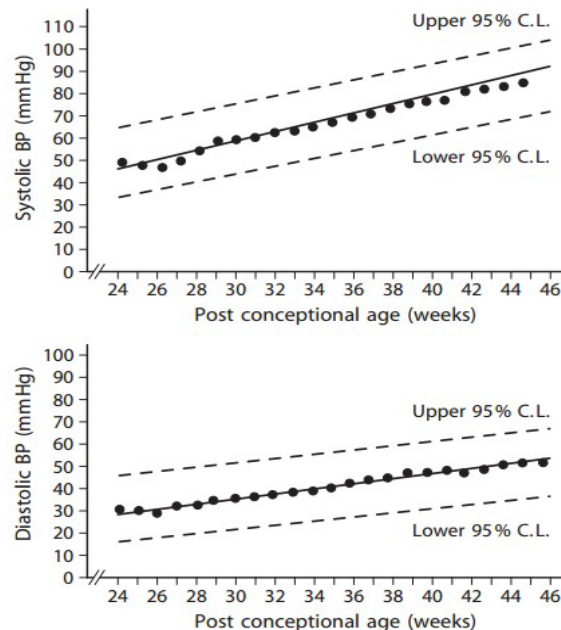 110
100
90
80
70
60
50
40
30
20
10
0
Systolic BP (mmHg)
Upper 95% C.L.
Lower 95% C.L.
24 26 28 30 32 34 36 38 40 42 44 46
Post conceptional age (weeks)
100
90
80
70
60
50
40
30
20
10
0
Diastolic BP (mmHg)
Upper 95% C.L.
Lower 95% C.L.
24 26 28 30 32 34 36 38 40 42 44 46
Post conceptional age (weeks)